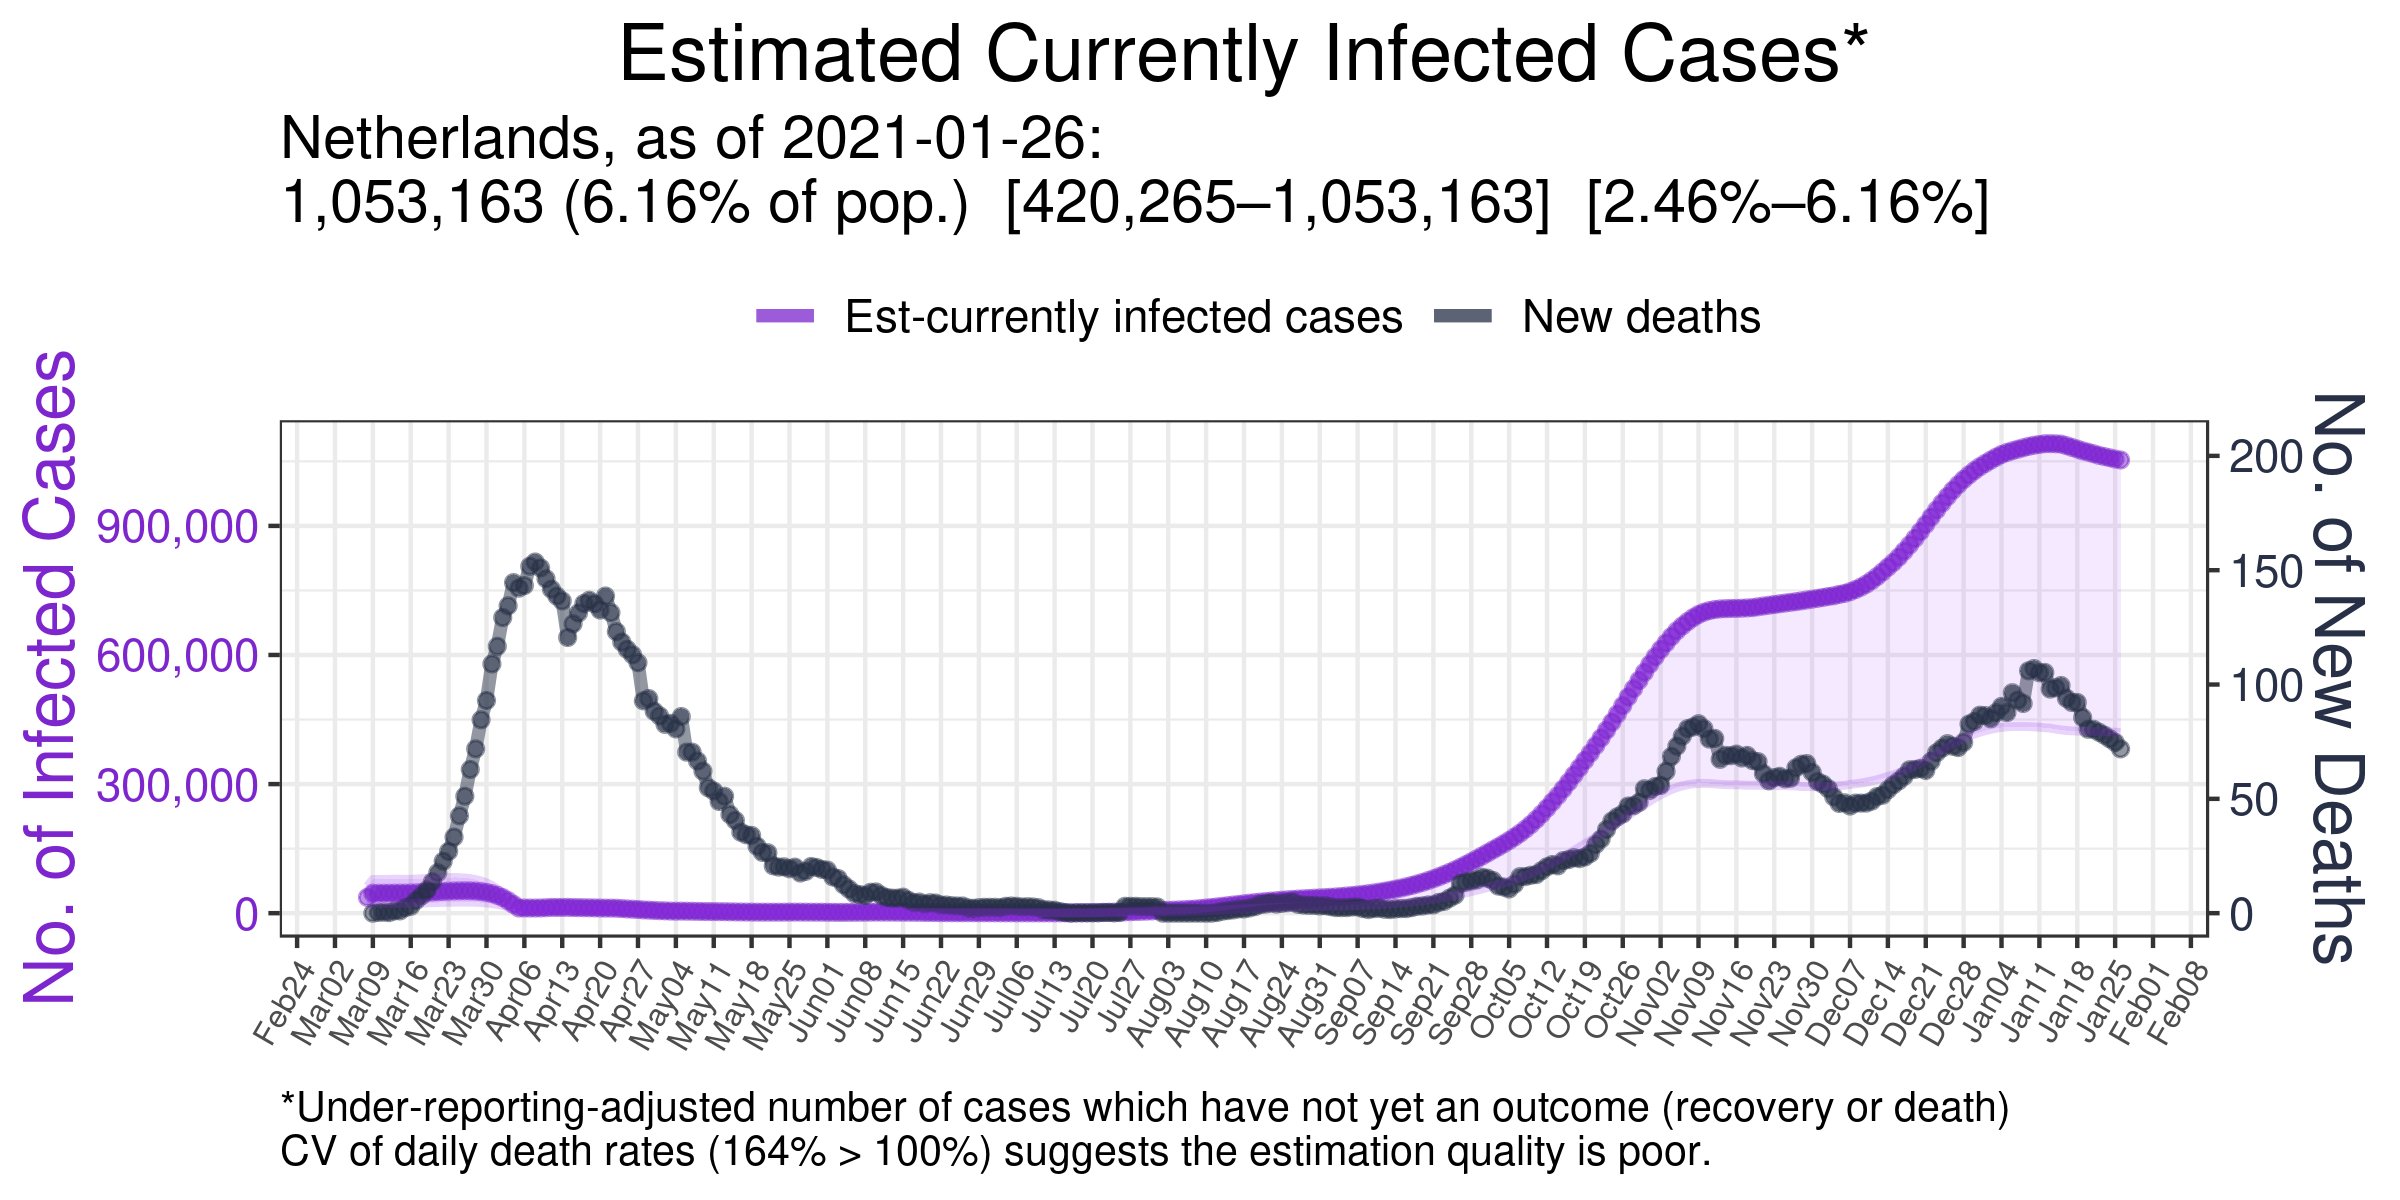 Estimated Currently Infected Cases*
Netherlands, as of 2021-01-26:
1,053,163 (6.16% of pop.)  [420,265–1,053,163]  [2.46%–6.16%]
Est-currently infected cases New deaths
No. of Infected Cases
900,000
600,000
300,000
0
200
150
100
50
0
No. of New Deaths
Feb24 Mar02 Mar09 Mar16 Mar23 Mar30 Apr06 Apr13 Apr20 Apr27 May04 May11 May18 May25 Jun01 Jun08 Jun15 Jun22 Jun29 Jul06 Jul13 Jul20 Jul27 Aug03 Aug10 Aug17 Aug24 Aug31 Sep07 Sep14 Sep21 Sep28 Oct05 Oct12 Oct19 Oct26 Nov02 Nov09 Nov16 Nov23 Nov30 Dec07 Dec14 Dec21 Dec28 Jan04 Jan11 Jan18 Jan25 Feb01 Feb08
*Under-reporting-adjusted number of cases which have not yet an outcome (recovery or death)
CV of daily death rates (164% > 100%) suggests the estimation quality is poor.